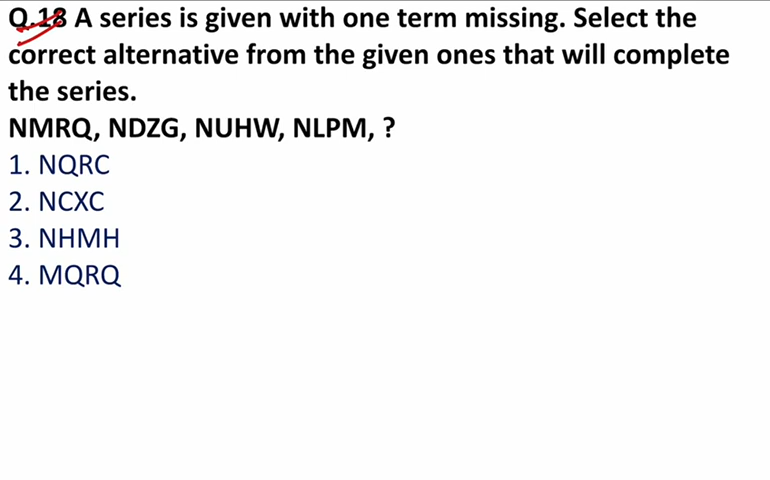 Q.18 A series is given with one term missing. Select the
correct alternative from the given ones that will complete
the series.
NMRQ, NDZG, NUHW, NLPM, ?
1. NQRC
2. NCXC
3. NHMH
4. MQRQ